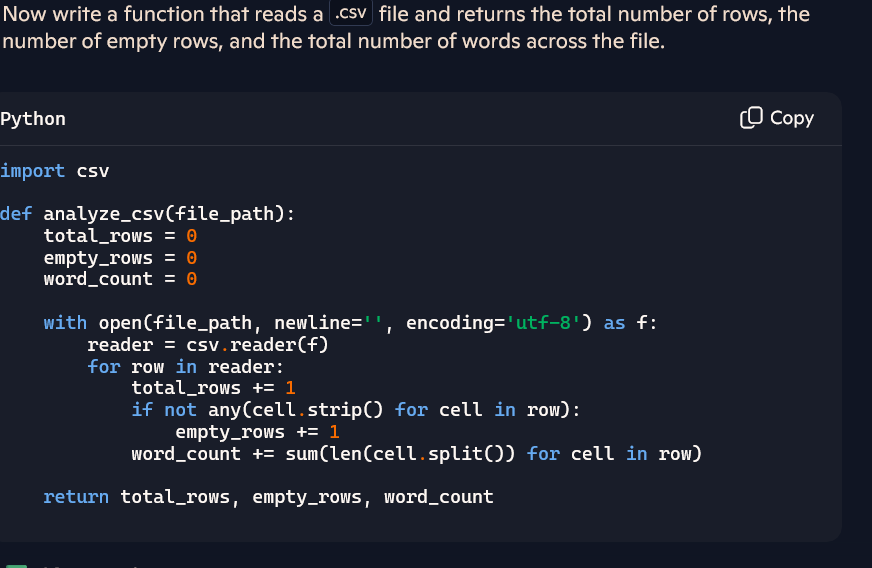 Now write a function that reads a .csv file and returns the total number of rows, the
number of empty rows, and the total number of words across the file.
Python
Copy
import csv
def analyze_csv(file_path):
    total_rows = 0
    empty_rows = 0
    word_count = 0
    with open(file_path, newline='', encoding='utf-8') as f:
        reader = csv.reader(f)
        for row in reader:
            total_rows += 1
            if not any(cell.strip() for cell in row):
                empty_rows += 1
            word_count += sum(len(cell.split()) for cell in row)
    return total_rows, empty_rows, word_count